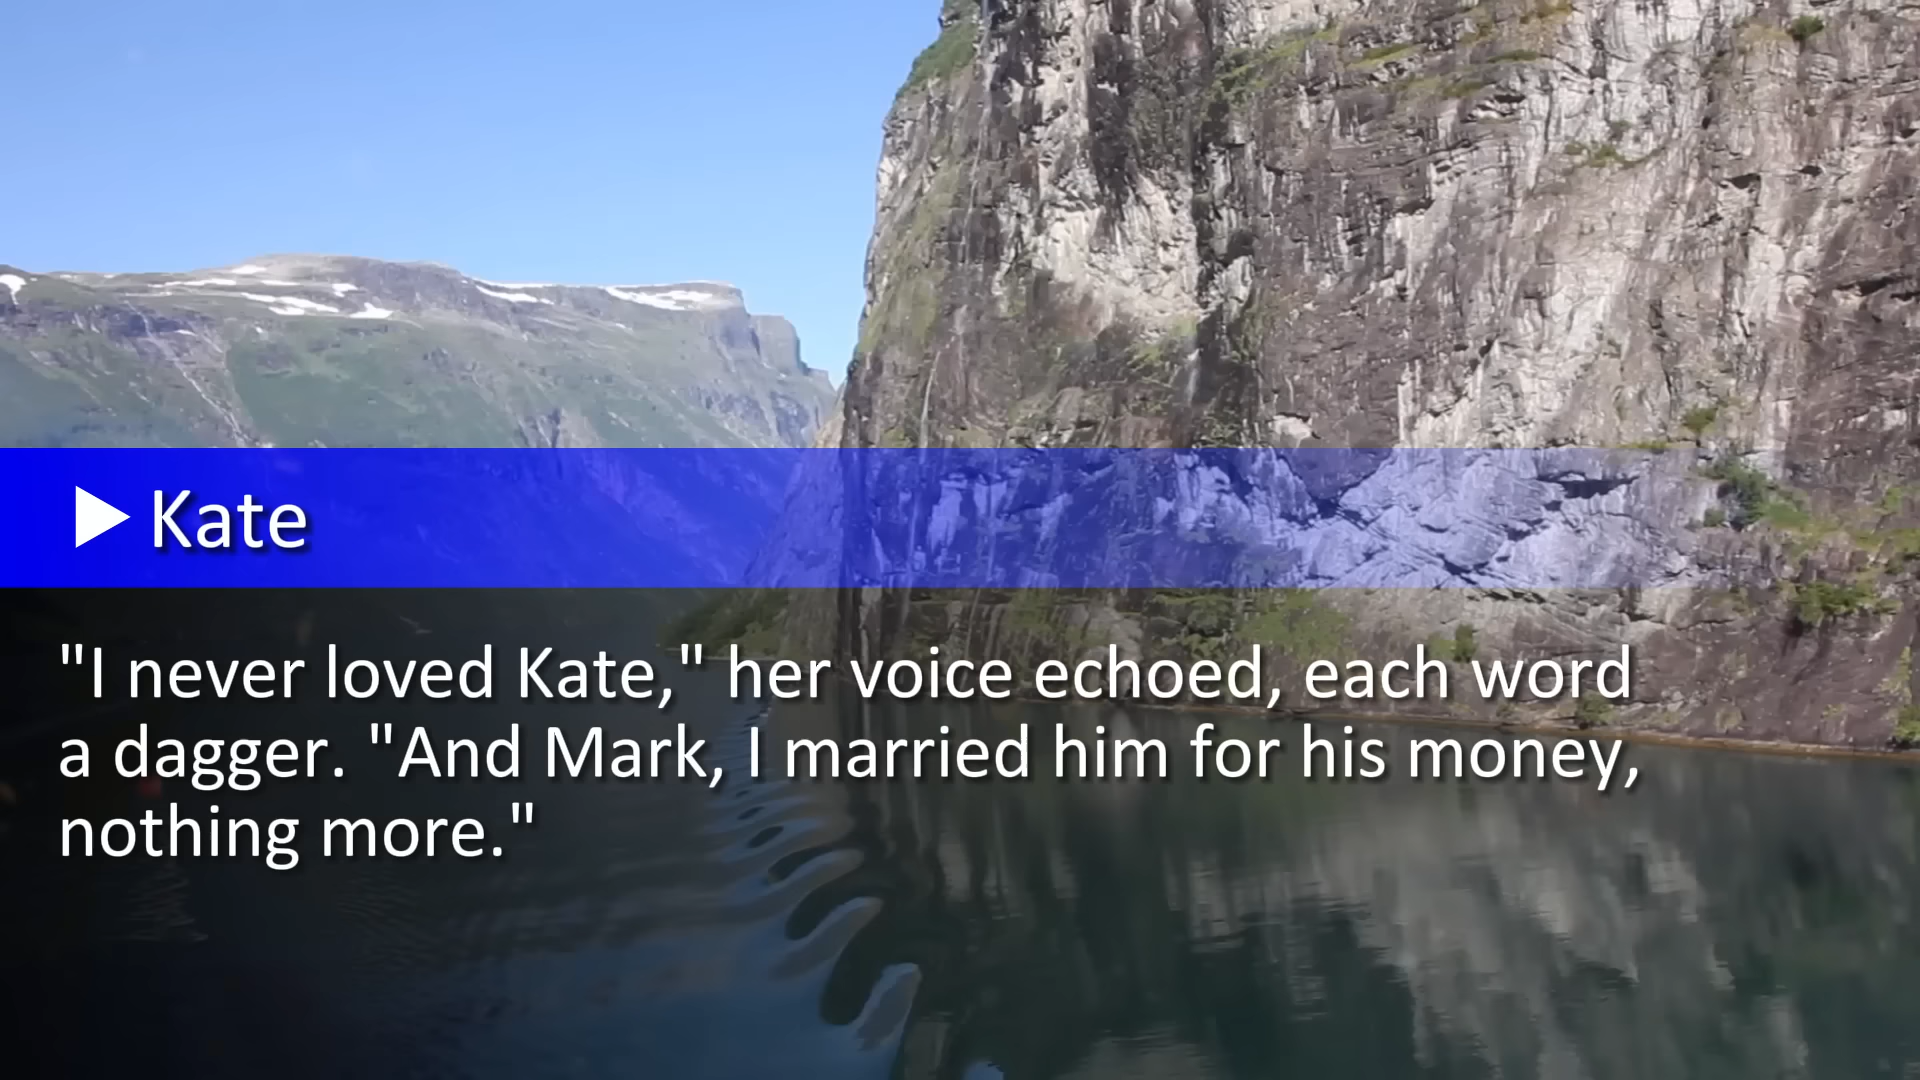 Kate
"I never loved Kate," her voice echoed, each word
a dagger. "And Mark, I married him for his money,
nothing more."